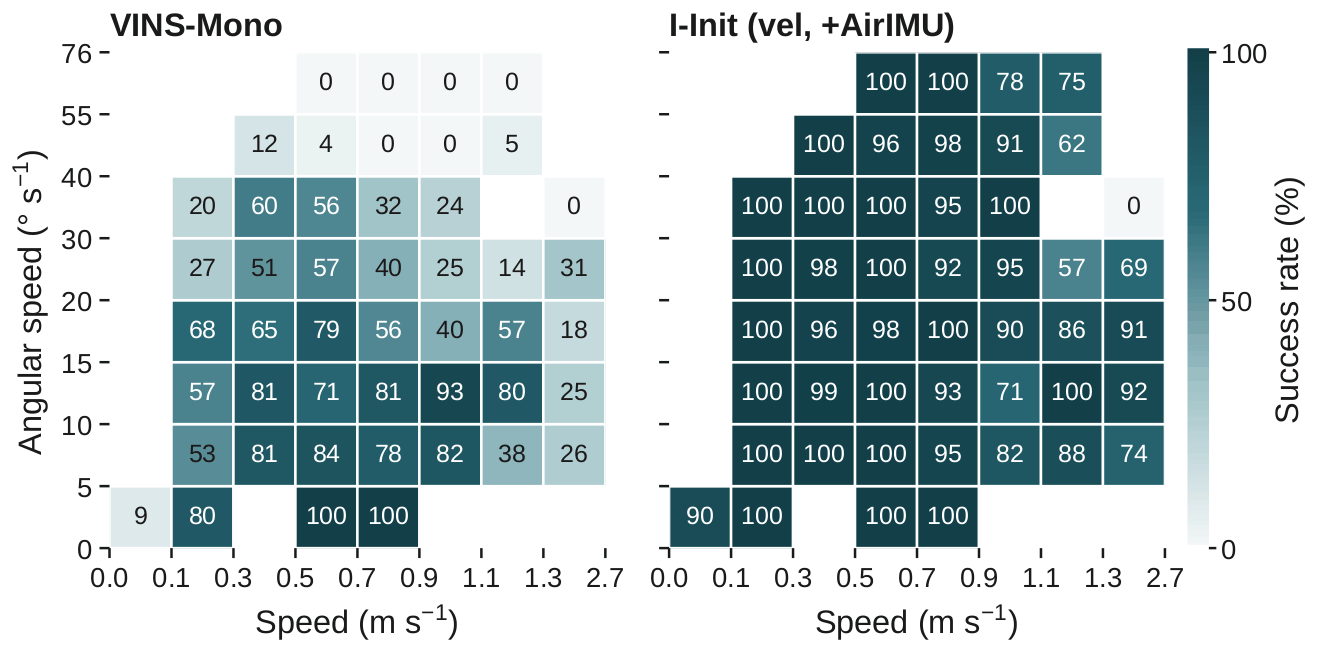 VINS-Mono
I-Init (vel, +AirIMU)
76
0 0 0 0
100 100 78 75
100
55
12 4 0 0 5
100 96 98 91 62
40
20 60 56 32 24 0
100 100 100 95 100 0
30
27 51 57 40 25 14 31
100 98 100 92 95 57 69
20
50
68 65 79 56 40 57 18
100 96 98 100 90 86 91
15
57 81 71 81 93 80 25
100 99 100 93 71 100 92
10
53 81 84 78 82 38 26
100 100 100 95 82 88 74
5
9 80 100 100
90 100 100 100
0
0
0.0 0.1 0.3 0.5 0.7 0.9 1.1 1.3 2.7
0.0 0.1 0.3 0.5 0.7 0.9 1.1 1.3 2.7
Speed (m s⁻¹)
Speed (m s⁻¹)
Angular speed (° s⁻¹)
Success rate (%)